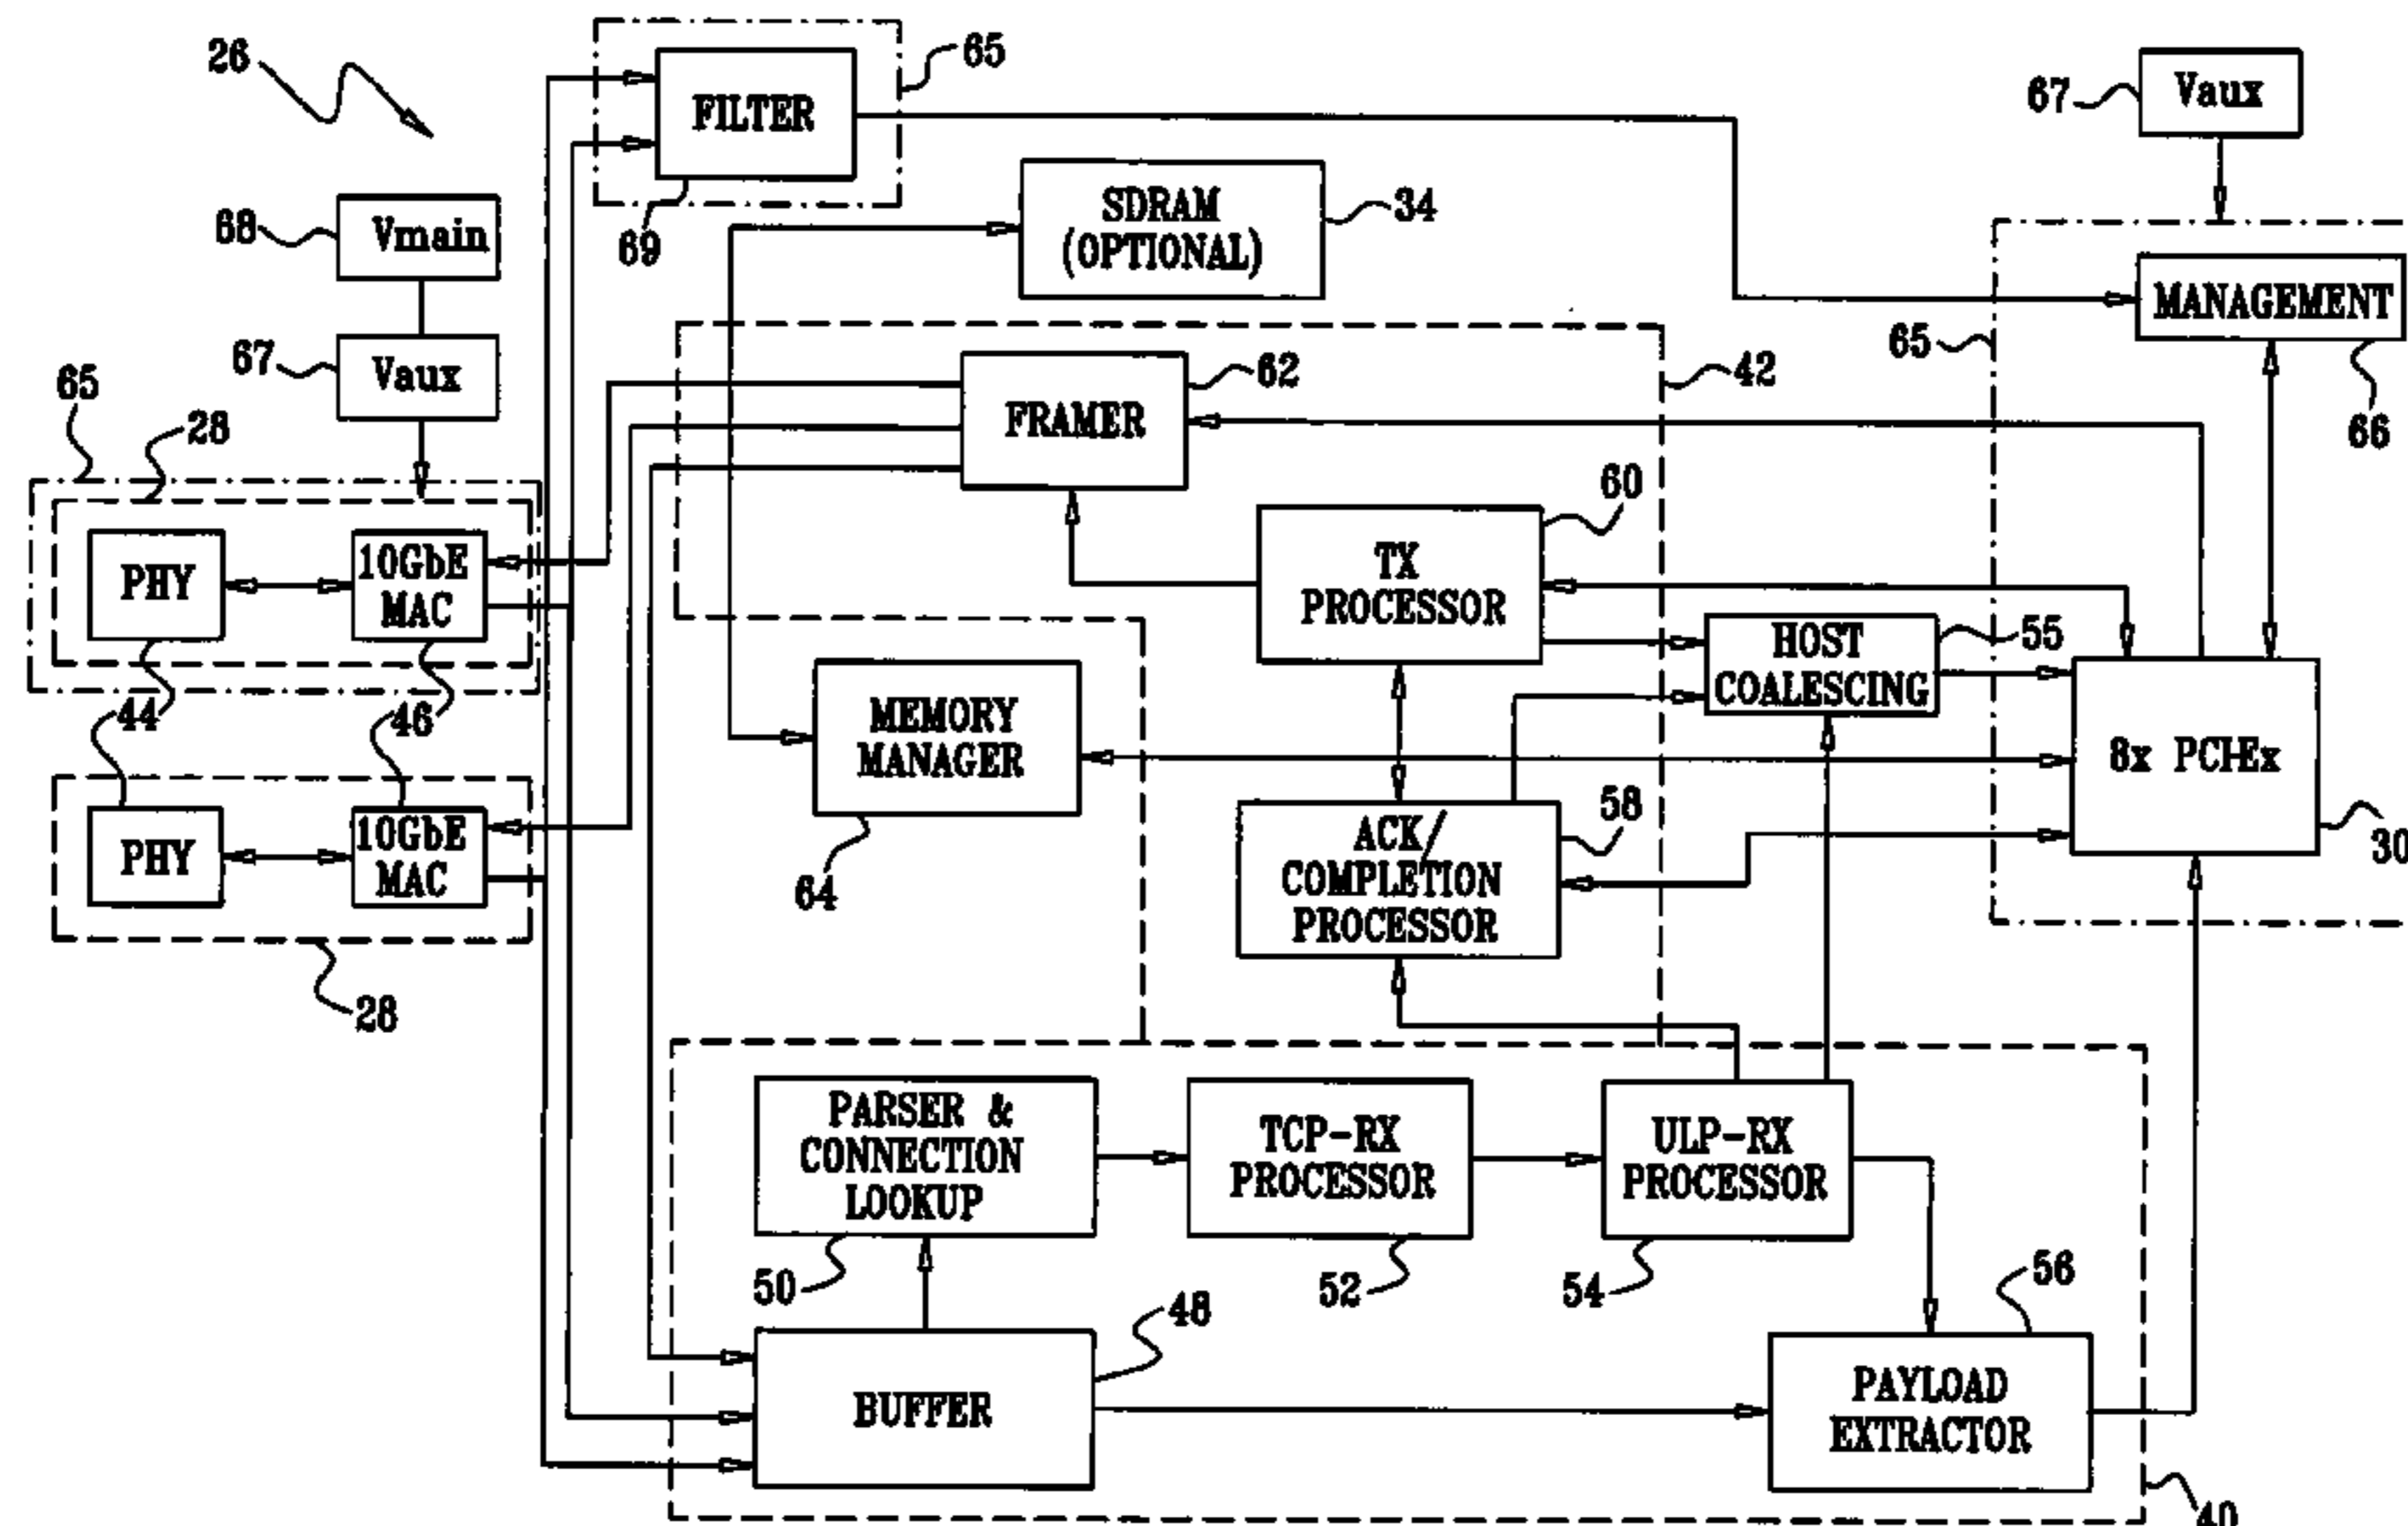 26
FILTER
65
69
67
Vaux
SDRAM
(OPTIONAL)
34
68
Vmain
67
Vaux
65
28
MANAGEMENT
65
66
FRAMER
62
42
60
TX
PROCESSOR
PHY
10GbE
MAC
HOST
COALESCING
55
44
46
MEMORY
MANAGER
64
8x PCI-Ex
30
ACK/
COMPLETION
PROCESSOR
58
PHY
10GbE
MAC
28
PARSER &
CONNECTION
LOOKUP
50
TCP-RX
PROCESSOR
52
ULP-RX
PROCESSOR
54
56
48
BUFFER
PAYLOAD
EXTRACTOR
40